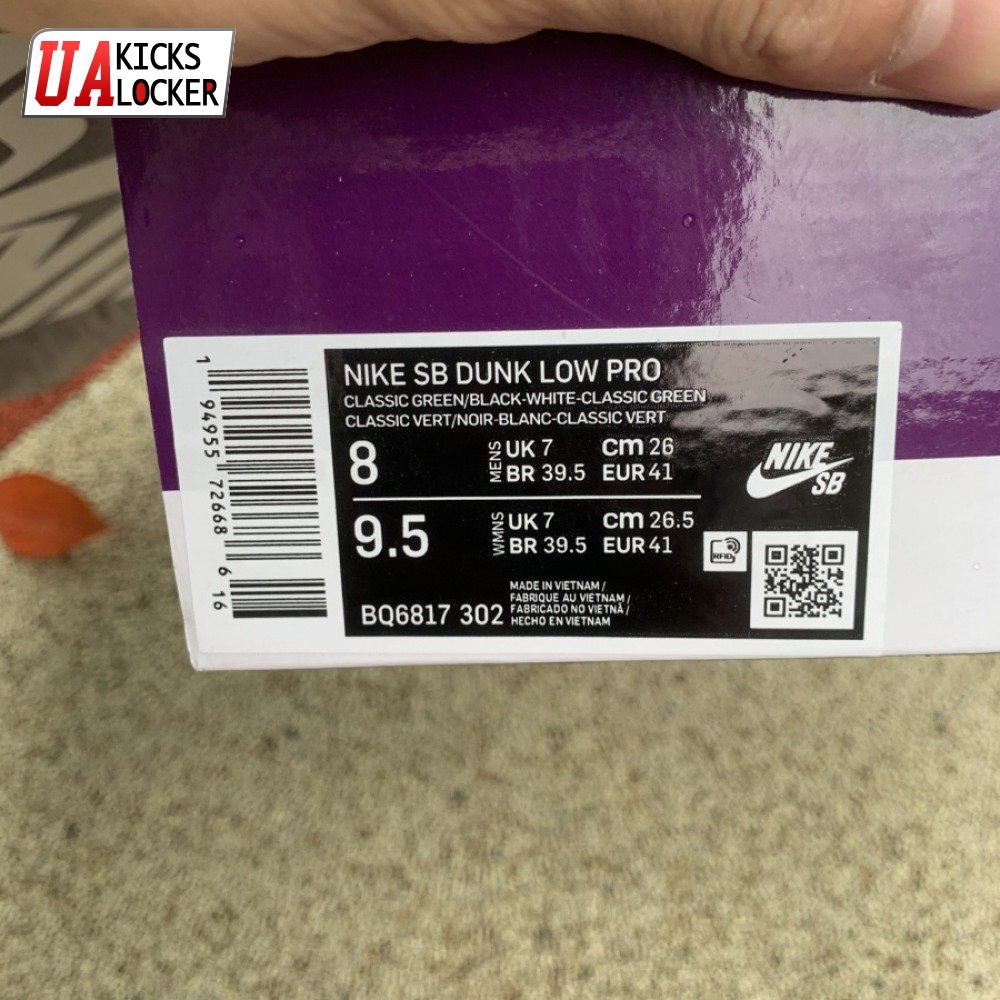 UA KICKS
LOCKER
1 94955 72668 6 16
NIKE SB DUNK LOW PRO
CLASSIC GREEN/BLACK-WHITE-CLASSIC GREEN
CLASSIC VERT/NOIR-BLANC-CLASSIC VERT
8 MENS UK 7 cm 26
BR 39.5 EUR 41
9.5 WMNS UK 7 cm 26.5
BR 39.5 EUR 41
NIKE
SB
RFID
BQ6817 302
MADE IN VIETNAM /
FABRIQUE AU VIETNAM /
FABRICADO NO VIETNÃ /
HECHO EN VIETNAM